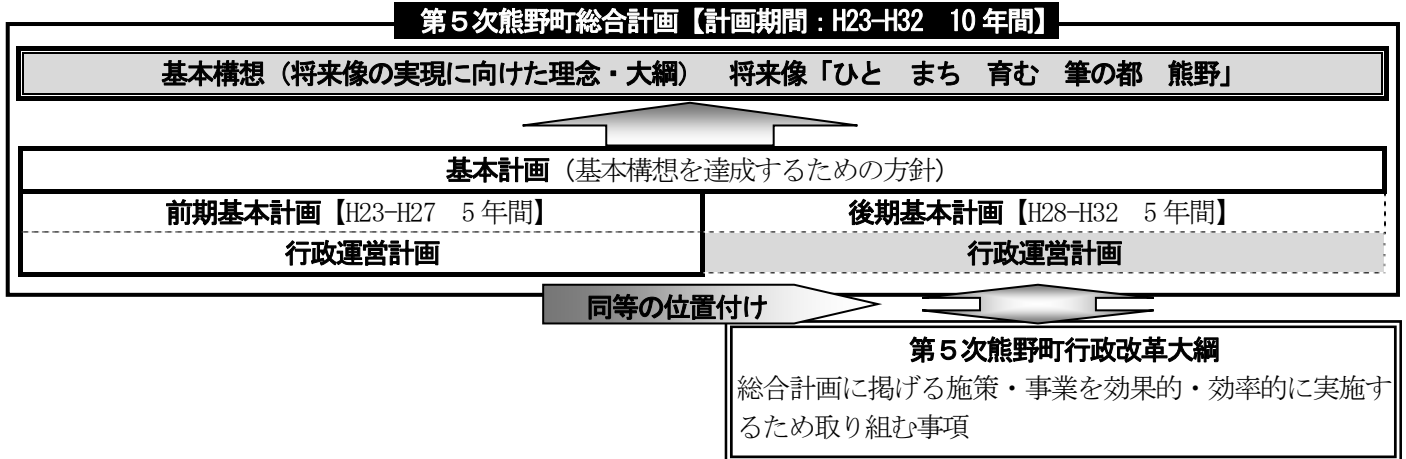 第５次熊野町総合計画【計画期間：H23-H32　10 年間】
基本構想（将来像の実現に向けた理念・大綱）　将来像「ひと　まち　育む　筆の都　熊野」
基本計画（基本構想を達成するための方針）
前期基本計画【H23-H27　５年間】
後期基本計画【H28-H32　５年間】
行政運営計画
行政運営計画
同等の位置付け
第５次熊野町行政改革大綱
総合計画に掲げる施策・事業を効果的・効率的に実施す
るため取り組む事項